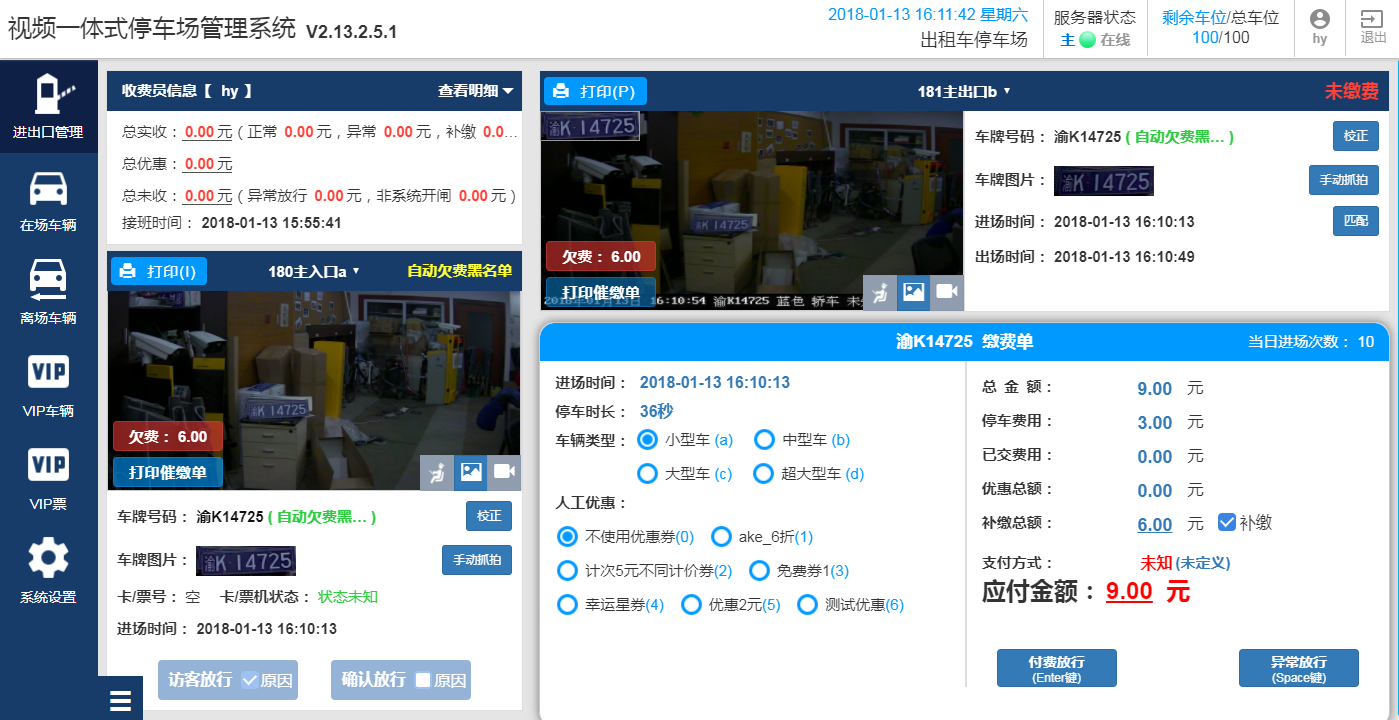 视频一体式停车场管理系统 V2.13.2.5.1
2018-01-13 16:11:42 星期六
出租车停车场
服务器状态
主 在线
剩余车位/总车位
100/100
hy
退出
进出口管理
在场车辆
离场车辆
VIP
VIP车辆
VIP
VIP票
系统设置
收费员信息【 hy 】
查看明细
总实收： 0.00 元 ( 正常 0.00 元 , 异常 0.00 元 , 补缴 0.0...
总优惠： 0.00 元
总未收： 0.00 元 ( 异常放行 0.00 元 , 非系统开闸 0.00 元 )
接班时间： 2018-01-13 15:55:41
打印(I)
180主入口a
自动欠费黑名单
渝K 14725
欠费： 6.00
打印催缴单
车牌号码： 渝K14725 ( 自动欠费黑... )
校正
车牌图片： 渝K 14725
手动抓拍
卡/票号： 空 卡/票机状态： 状态未知
进场时间： 2018-01-13 16:10:13
访客放行 原因
确认放行 原因
打印(P)
181主出口b
未缴费
渝K 14725
渝K 14725
欠费： 6.00
打印催缴单
16:10:54 渝K14725 蓝色 轿车
车牌号码： 渝K14725 ( 自动欠费黑... )
校正
车牌图片： 渝K 14725
手动抓拍
进场时间： 2018-01-13 16:10:13
匹配
出场时间： 2018-01-13 16:10:49
渝K14725 缴费单
当日进场次数： 10
进场时间： 2018-01-13 16:10:13
停车时长： 36秒
车辆类型： 小型车 (a) 中型车 (b)
大型车 (c) 超大型车 (d)
人工优惠：
不使用优惠券(0) ake_6折(1)
计次5元不同计价券(2) 免费券1(3)
幸运星券(4) 优惠2元(5) 测试优惠(6)
总 金 额： 9.00 元
停车费用： 3.00 元
已交费用： 0.00 元
优惠总额： 0.00 元
补缴总额： 6.00 元 补缴
支付方式： 未知 (未定义)
应付金额： 9.00 元
付费放行
(Enter键)
异常放行
(Space键)